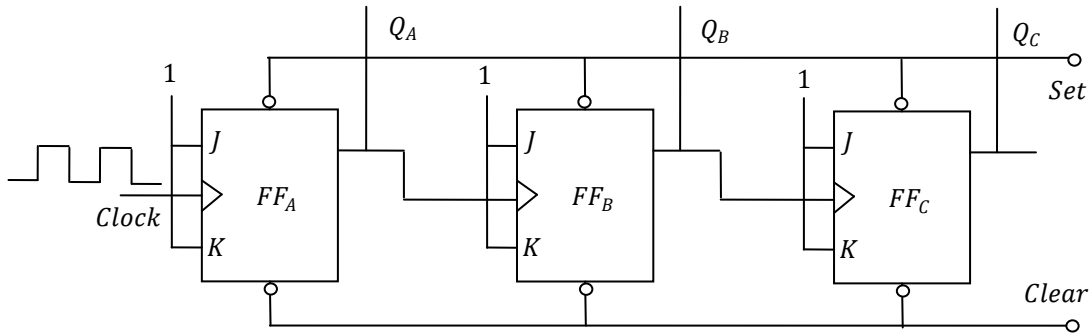 Q_A
Q_B
Q_C
1
1
1
Set
J
J
J
Clock
FF_A
FF_B
FF_C
K
K
K
Clear